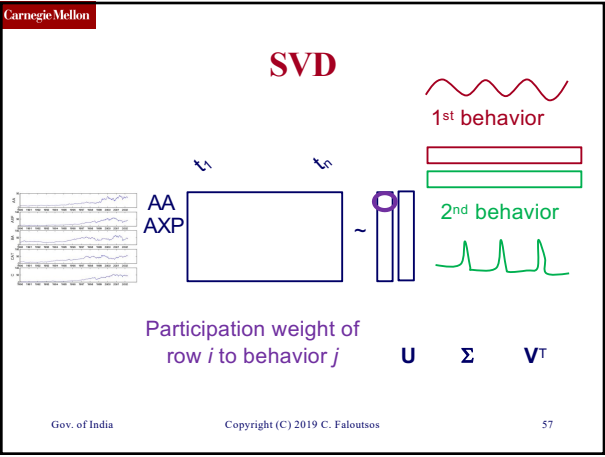 Carnegie Mellon
SVD
1st behavior
t1
tn
AA
AXP
~
2nd behavior
Participation weight of
row i to behavior j
U Σ VT
Gov. of India
Copyright (C) 2019 C. Faloutsos
57